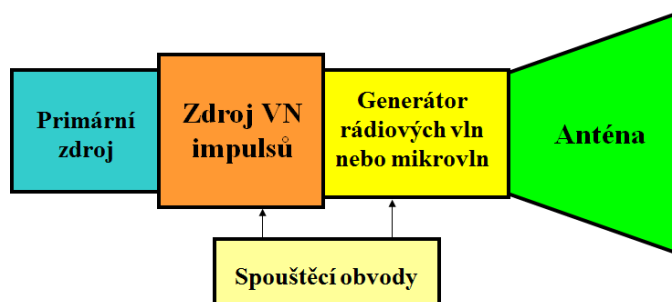 Primární
zdroj
Zdroj VN
impulsů
Generátor
rádiových vln
nebo mikrovln
Anténa
Spouštěcí obvody